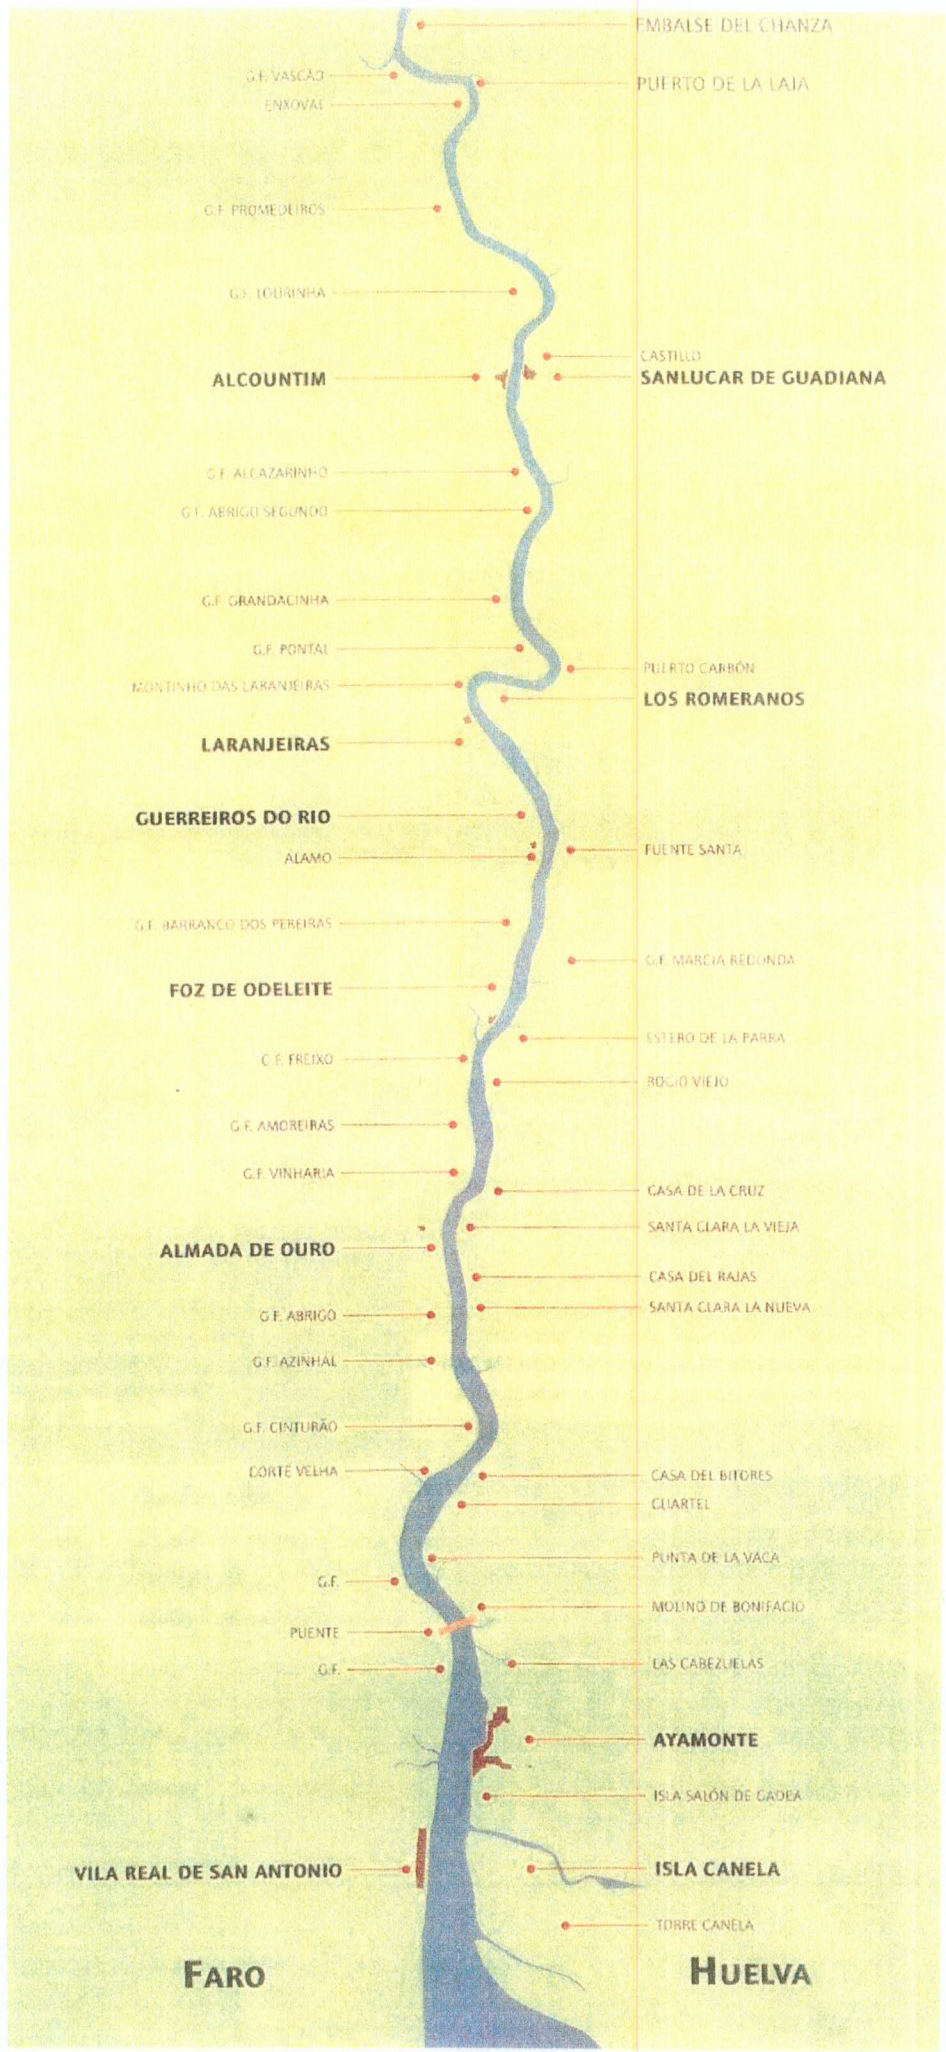 EMBALSE DEL CHANZA
G.F. VASCÃO
PUERTO DE LA LAJA
ENXOVAL
G.F. PROMEDEIROS
G.F. LOURINHA
CASTILLO
ALCOUNTIM
SANLUCAR DE GUADIANA
G.F. ALCAZARINHO
G.F. ABRIGO SEGUNDO
G.F. GRANDACINHA
G.F. PONTAL
PUERTO CARBÓN
MONTINHO DAS LARANJEIRAS
LOS ROMERANOS
LARANJEIRAS
GUERREIROS DO RIO
FUENTE SANTA
ALAMO
G.F. BARRANCO DOS PEREIRAS
G.F. MARCIA REDONDA
FOZ DE ODELEITE
ESTERO DE LA PARRA
C.F. FREIXO
ROCIO VIEJO
G.F. AMOREIRAS
G.F. VINHARIA
CASA DE LA CRUZ
SANTA CLARA LA VIEJA
ALMADA DE OURO
CASA DEL RAJAS
SANTA CLARA LA NUEVA
G.F. ABRIGO
G.F. AZINHAL
G.F. CINTURÃO
CORTE VELHA
CASA DEL BITORES
CUARTEL
PUNTA DE LA VACA
G.F.
MOLINO DE BONIFACIO
PUENTE
LAS CABEZUELAS
G.F.
AYAMONTE
ISLA SALÓN DE GADEA
VILA REAL DE SAN ANTONIO
ISLA CANELA
TORRE CANELA
FARO
HUELVA